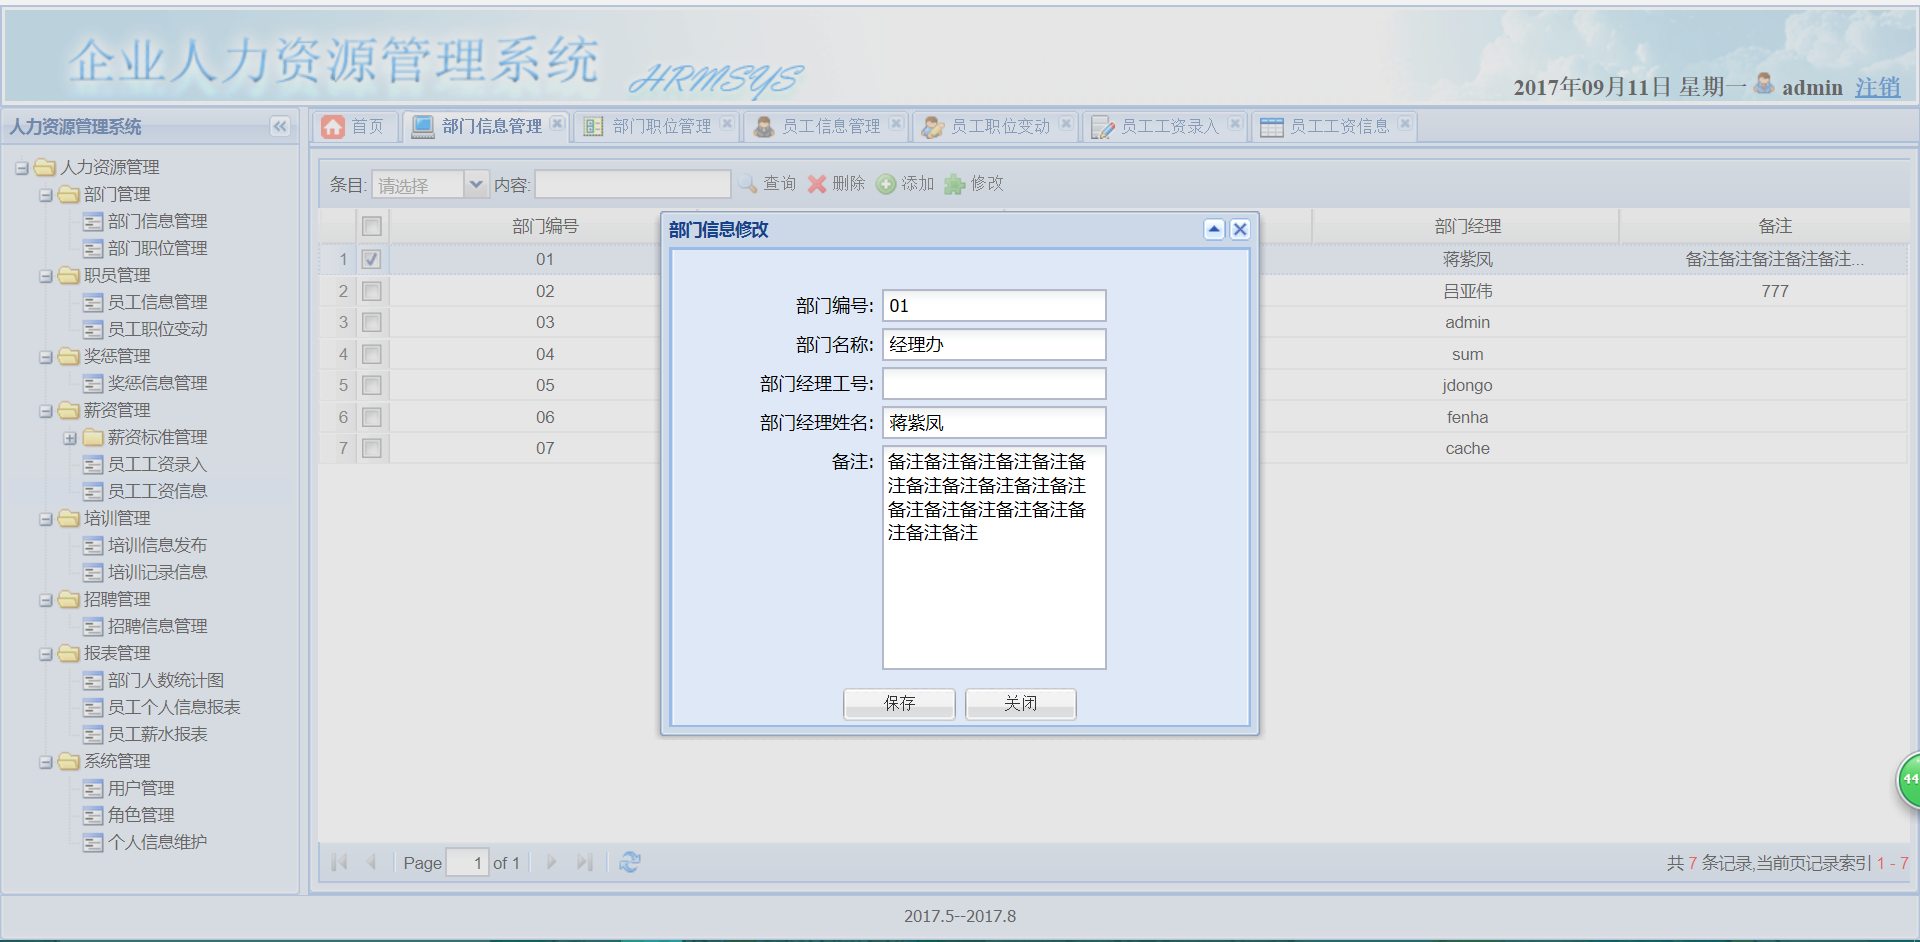 企业人力资源管理系统 HRMSYS
2017年09月11日 星期一 admin 注销
人力资源管理系统
首页 部门信息管理 部门职位管理 员工信息管理 员工职位变动 员工工资录入 员工工资信息
人力资源管理
部门管理
部门信息管理
部门职位管理
职员管理
员工信息管理
员工职位变动
奖惩管理
奖惩信息管理
薪资管理
薪资标准管理
员工工资录入
员工工资信息
培训管理
培训信息发布
培训记录信息
招聘管理
招聘信息管理
报表管理
部门人数统计图
员工个人信息报表
员工薪水报表
系统管理
用户管理
角色管理
个人信息维护
条目: 请选择 内容: 查询 删除 添加 修改
部门编号 部门经理 备注
1 01 蒋紫凤 备注备注备注备注备注...
2 02 吕亚伟 777
3 03 admin
4 04 sum
5 05 jdongo
6 06 fenha
7 07 cache
部门信息修改
部门编号: 01
部门名称: 经理办
部门经理工号:
部门经理姓名: 蒋紫凤
备注: 备注备注备注备注备注备
注备注备注备注备注备注
备注备注备注备注备注备
注备注备注
保存 关闭
44
Page 1 of 1
共 7 条记录,当前页记录索引 1 - 7
2017.5--2017.8